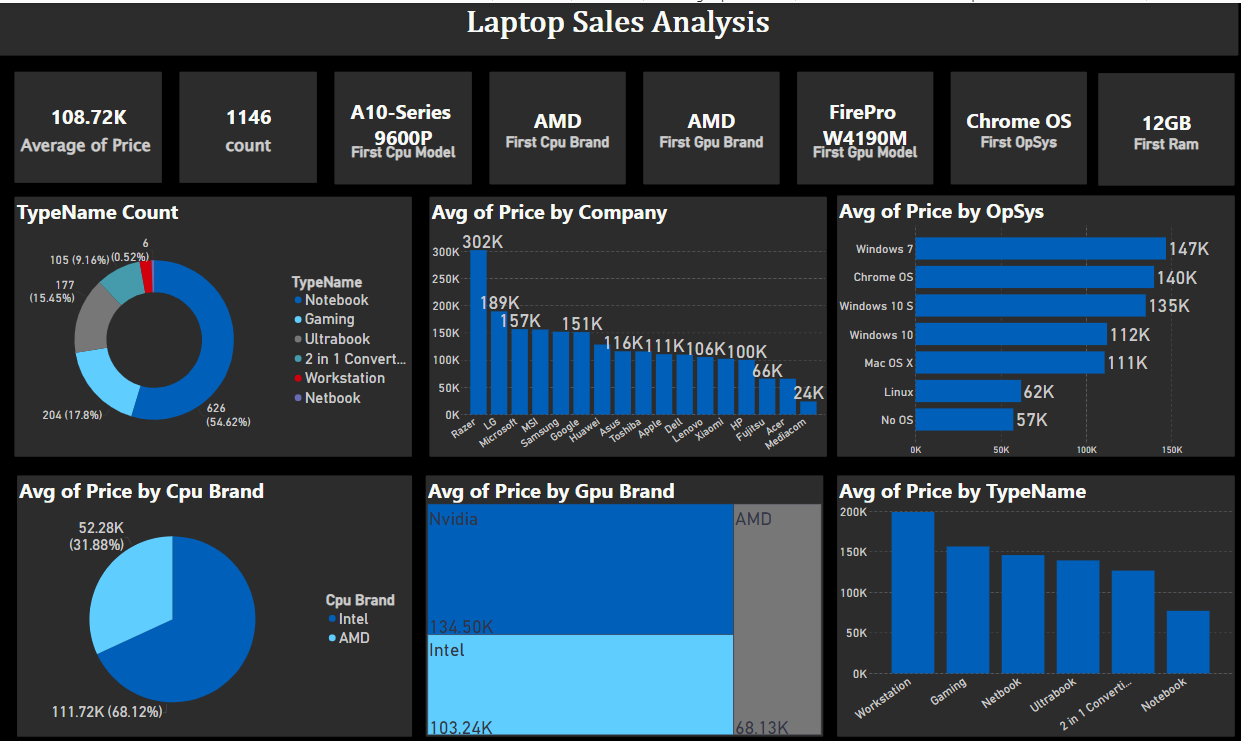 Laptop Sales Analysis
108.72K
Average of Price
1146
count
A10-Series
9600P
First Cpu Model
AMD
First Cpu Brand
AMD
First Gpu Brand
FirePro
W4190M
First Gpu Model
Chrome OS
First OpSys
12GB
First Ram
TypeName Count
6
(0.52%)
105 (9.16%)
177
(15.45%)
204 (17.8%)
626
(54.62%)
TypeName
Notebook
Gaming
Ultrabook
2 in 1 Convert...
Workstation
Netbook
Avg of Price by Company
300K
250K
200K
150K
100K
50K
0K
302K
189K
157K
151K
116K
111K
106K
100K
66K
24K
Razer
LG
Microsoft
MSI
Samsung
Google
Huawei
Asus
Toshiba
Apple
Dell
Lenovo
Xiaomi
HP
Fujitsu
Acer
Mediacom
Avg of Price by OpSys
Windows 7 147K
Chrome OS 140K
Windows 10 S 135K
Windows 10 112K
Mac OS X 111K
Linux 62K
No OS 57K
0K 50K 100K 150K
Avg of Price by Cpu Brand
52.28K
(31.88%)
111.72K (68.12%)
Cpu Brand
Intel
AMD
Avg of Price by Gpu Brand
Nvidia
134.50K
Intel
103.24K
AMD
68.13K
Avg of Price by TypeName
200K
150K
100K
50K
0K
Workstation
Gaming
Netbook
Ultrabook
2 in 1 Converti...
Notebook